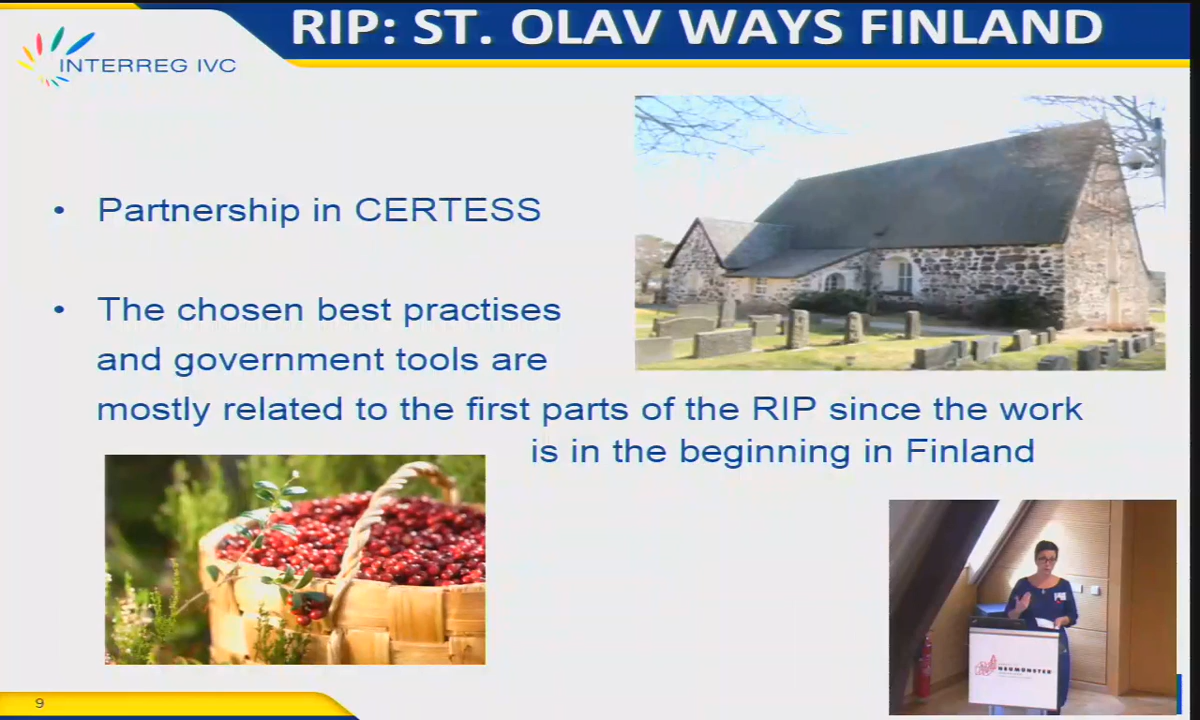 RIP: ST. OLAV WAYS FINLAND
INTERREG IVC
• Partnership in CERTESS
• The chosen best practises
and government tools are
mostly related to the first parts of the RIP since the work
is in the beginning in Finland
NEUMÜNSTER
9